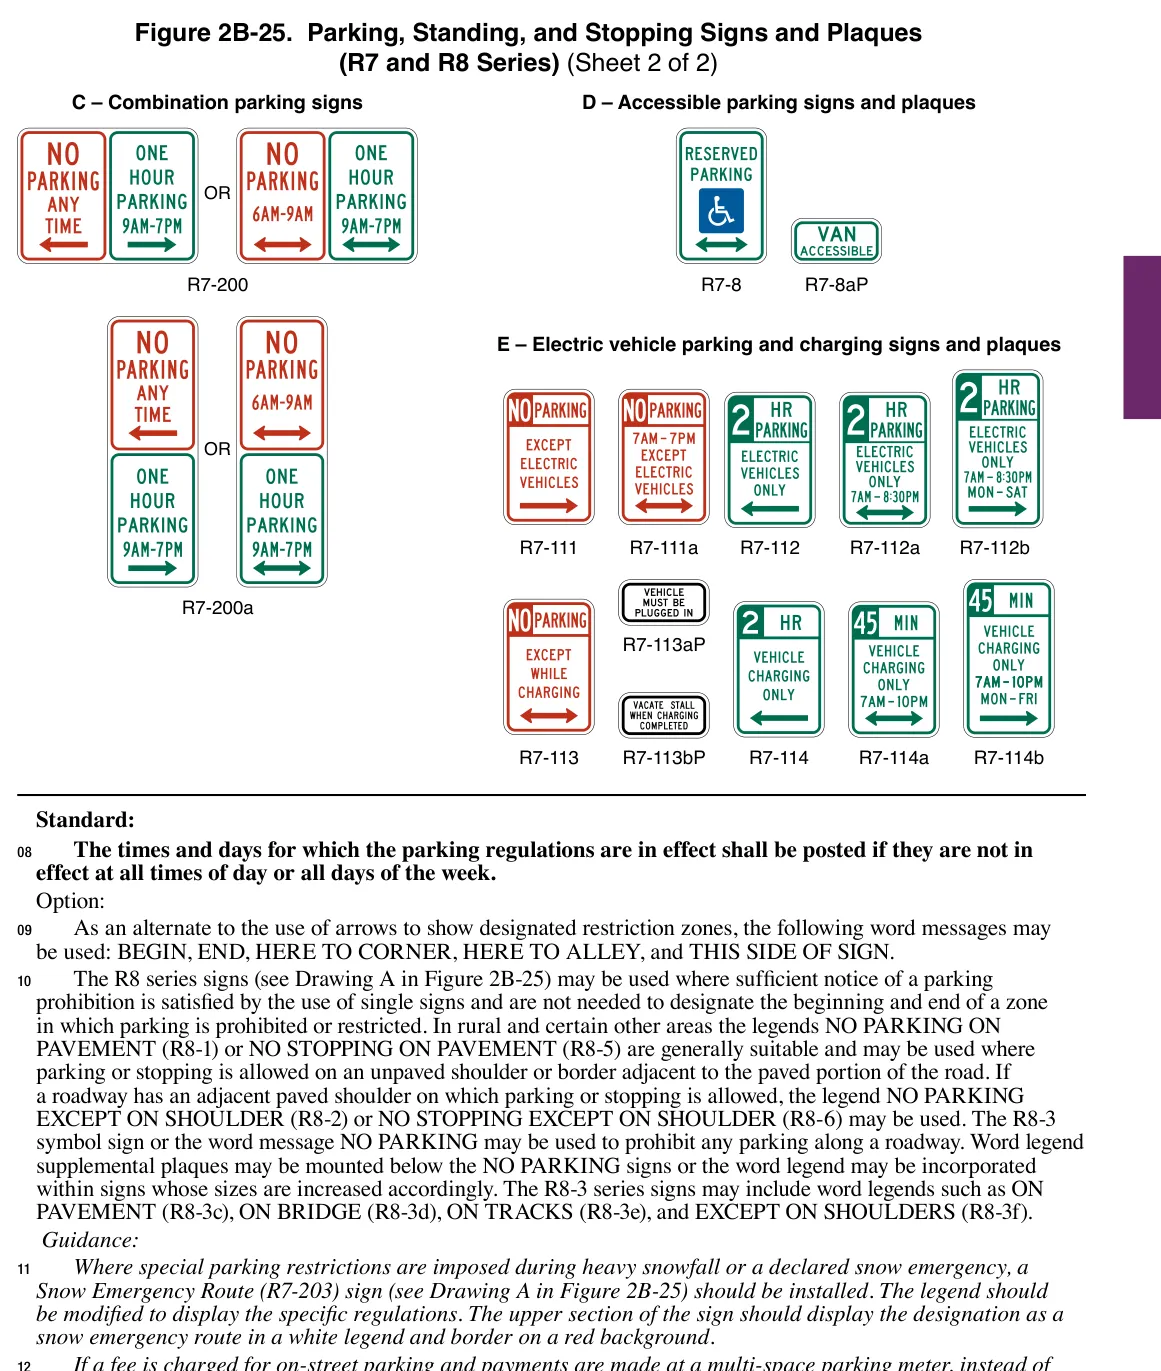 Figure 2B-25.  Parking, Standing, and Stopping Signs and Plaques
(R7 and R8 Series) (Sheet 2 of 2)
C – Combination parking signs
NO
PARKING
ANY
TIME
ONE
HOUR
PARKING
9AM-7PM
OR
NO
PARKING
6AM-9AM
ONE
HOUR
PARKING
9AM-7PM
R7-200
NO
PARKING
ANY
TIME
ONE
HOUR
PARKING
9AM-7PM
OR
NO
PARKING
6AM-9AM
ONE
HOUR
PARKING
9AM-7PM
R7-200a
D – Accessible parking signs and plaques
RESERVED
PARKING
R7-8
VAN
ACCESSIBLE
R7-8aP
E – Electric vehicle parking and charging signs and plaques
NO PARKING
EXCEPT
ELECTRIC
VEHICLES
R7-111
NO PARKING
7AM – 7PM
EXCEPT
ELECTRIC
VEHICLES
R7-111a
2 HR
PARKING
ELECTRIC
VEHICLES
ONLY
R7-112
2 HR
PARKING
ELECTRIC
VEHICLES
ONLY
7AM – 8:30PM
R7-112a
2 HR
PARKING
ELECTRIC
VEHICLES
ONLY
7AM – 8:30PM
MON – SAT
R7-112b
NO PARKING
EXCEPT
WHILE
CHARGING
R7-113
VEHICLE
MUST BE
PLUGGED IN
R7-113aP
VACATE STALL
WHEN CHARGING
COMPLETED
R7-113bP
2 HR
VEHICLE
CHARGING
ONLY
R7-114
45 MIN
VEHICLE
CHARGING
ONLY
7AM – 10PM
R7-114a
45 MIN
VEHICLE
CHARGING
ONLY
7AM – 10PM
MON – FRI
R7-114b
Standard:
08 The times and days for which the parking regulations are in effect shall be posted if they are not in
effect at all times of day or all days of the week.
Option:
09 As an alternate to the use of arrows to show designated restriction zones, the following word messages may
be used: BEGIN, END, HERE TO CORNER, HERE TO ALLEY, and THIS SIDE OF SIGN.
10 The R8 series signs (see Drawing A in Figure 2B-25) may be used where sufficient notice of a parking
prohibition is satisfied by the use of single signs and are not needed to designate the beginning and end of a zone
in which parking is prohibited or restricted. In rural and certain other areas the legends NO PARKING ON
PAVEMENT (R8-1) or NO STOPPING ON PAVEMENT (R8-5) are generally suitable and may be used where
parking or stopping is allowed on an unpaved shoulder or border adjacent to the paved portion of the road. If
a roadway has an adjacent paved shoulder on which parking or stopping is allowed, the legend NO PARKING
EXCEPT ON SHOULDER (R8-2) or NO STOPPING EXCEPT ON SHOULDER (R8-6) may be used. The R8-3
symbol sign or the word message NO PARKING may be used to prohibit any parking along a roadway. Word legend
supplemental plaques may be mounted below the NO PARKING signs or the word legend may be incorporated
within signs whose sizes are increased accordingly. The R8-3 series signs may include word legends such as ON
PAVEMENT (R8-3c), ON BRIDGE (R8-3d), ON TRACKS (R8-3e), and EXCEPT ON SHOULDERS (R8-3f).
Guidance:
11 Where special parking restrictions are imposed during heavy snowfall or a declared snow emergency, a
Snow Emergency Route (R7-203) sign (see Drawing A in Figure 2B-25) should be installed. The legend should
be modified to display the specific regulations. The upper section of the sign should display the designation as a
snow emergency route in a white legend and border on a red background.
12 If a fee is charged for on-street parking and payments are made at a multi-space parking meter, instead of